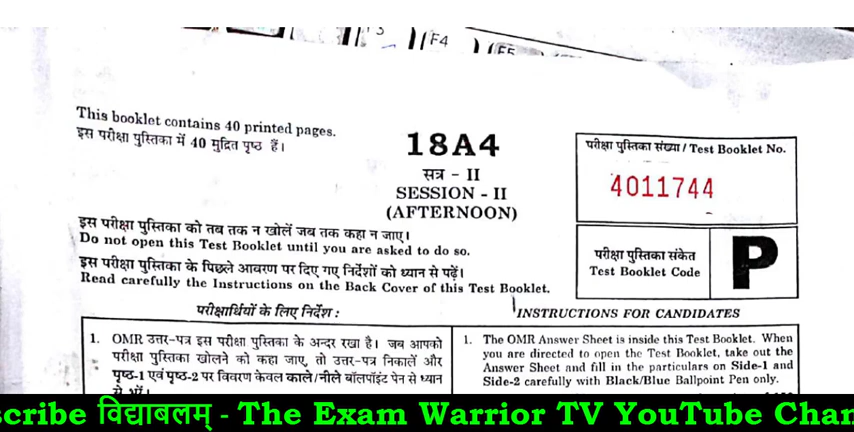 F4
This booklet contains 40 printed pages.
इस परीक्षा पुस्तिका में 40 मुद्रित पृष्ठ हैं।
18A4
सत्र - II
SESSION - II
(AFTERNOON)
परीक्षा पुस्तिका संख्या / Test Booklet No.
4011744
इस परीक्षा पुस्तिका को तब तक न खोलें जब तक कहा न जाए।
Do not open this Test Booklet until you are asked to do so.
इस परीक्षा पुस्तिका के पिछले आवरण पर दिए गए निर्देशों को ध्यान से पढ़ें।
Read carefully the Instructions on the Back Cover of this Test Booklet.
परीक्षा पुस्तिका संकेत
Test Booklet Code
P
परीक्षार्थियों के लिए निर्देश :
1. OMR उत्तर-पत्र इस परीक्षा पुस्तिका के अन्दर रखा है। जब आपको
परीक्षा पुस्तिका खोलने को कहा जाए, तो उत्तर-पत्र निकालें और
पृष्ठ-1 एवं पृष्ठ-2 पर विवरण केवल काले/नीले बॉलपॉइंट पेन से ध्यान
INSTRUCTIONS FOR CANDIDATES
1. The OMR Answer Sheet is inside this Test Booklet. When
you are directed to open the Test Booklet, take out the
Answer Sheet and fill in the particulars on Side-1 and
Side-2 carefully with Black/Blue Ballpoint Pen only.
scribe विद्याबलम् - The Exam Warrior TV YouTube Chan